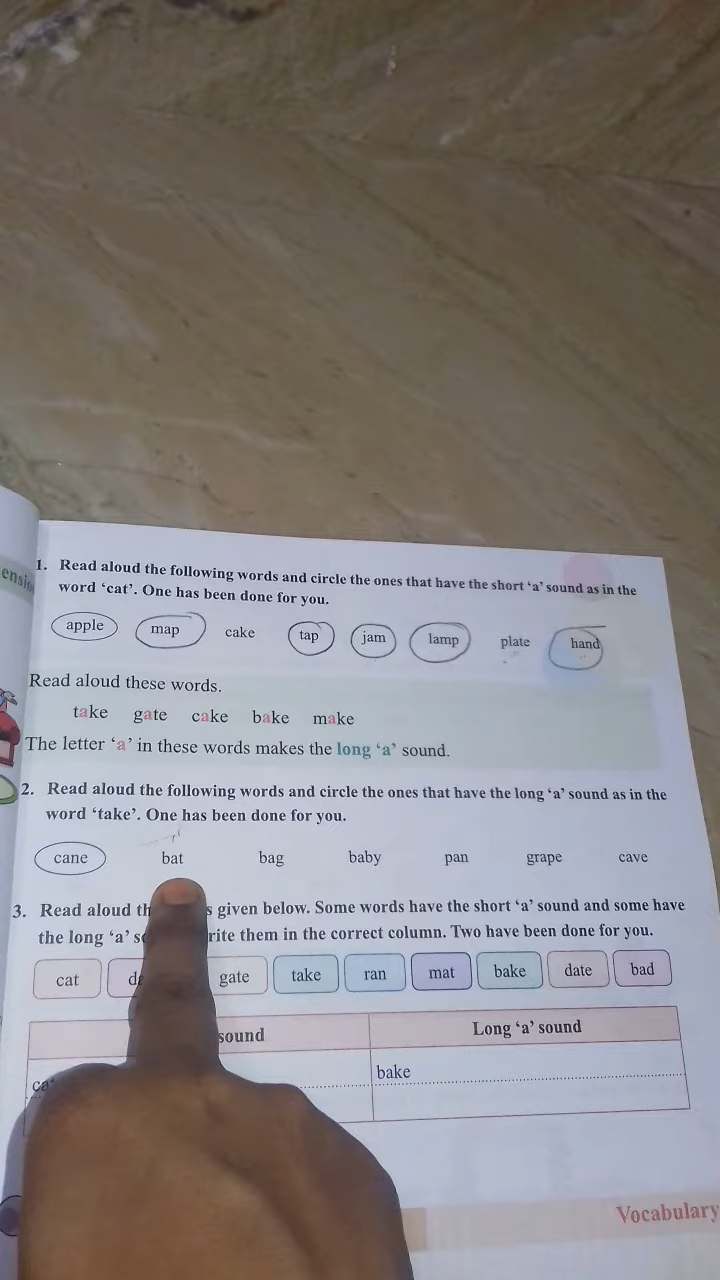 1. Read aloud the following words and circle the ones that have the short ‘a’ sound as in the
word ‘cat’. One has been done for you.
apple map cake tap jam lamp plate hand
Read aloud these words.
take gate cake bake make
The letter ‘a’ in these words makes the long ‘a’ sound.
2. Read aloud the following words and circle the ones that have the long ‘a’ sound as in the
word ‘take’. One has been done for you.
cane bat bag baby pan grape cave
3. Read aloud given below. Some words have the short ‘a’ sound and some have
the long ‘a’ them in the correct column. Two have been done for you.
cat gate take ran mat bake date bad
sound Long ‘a’ sound
bake
Vocabulary